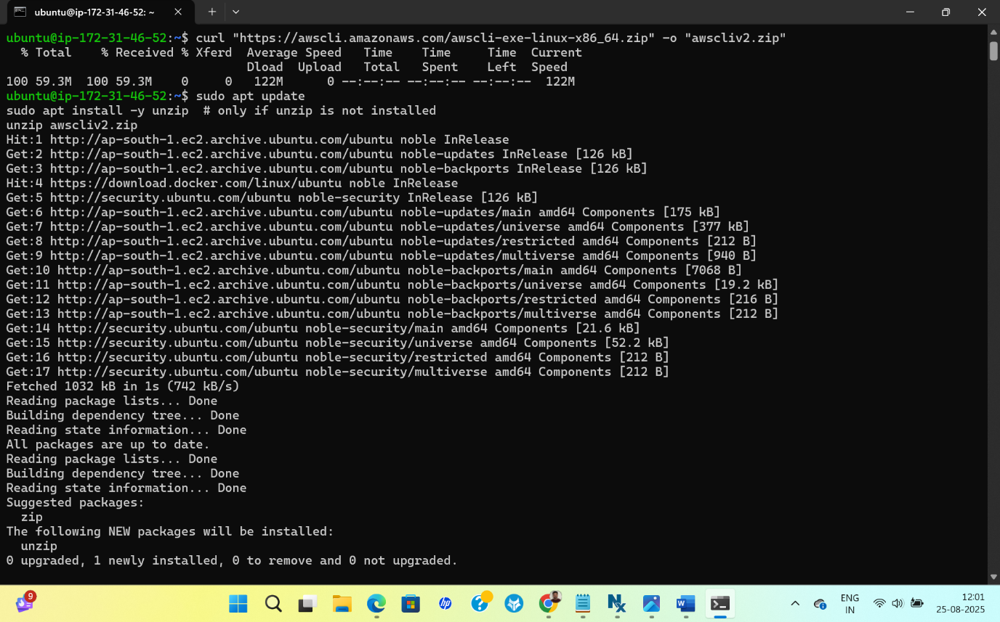 ubuntu@ip-172-31-46-52: ~
ubuntu@ip-172-31-46-52:~$ curl "https://awscli.amazonaws.com/awscli-exe-linux-x86_64.zip" -o "awscliv2.zip"
  % Total    % Received % Xferd  Average Speed   Time    Time     Time  Current
                                 Dload  Upload   Total   Spent    Left  Speed
100 59.3M  100 59.3M    0     0   122M      0 --:--:-- --:--:-- --:--:--  122M
ubuntu@ip-172-31-46-52:~$ sudo apt update
sudo apt install -y unzip  # only if unzip is not installed
unzip awscliv2.zip
Hit:1 http://ap-south-1.ec2.archive.ubuntu.com/ubuntu noble InRelease
Get:2 http://ap-south-1.ec2.archive.ubuntu.com/ubuntu noble-updates InRelease [126 kB]
Get:3 http://ap-south-1.ec2.archive.ubuntu.com/ubuntu noble-backports InRelease [126 kB]
Hit:4 https://download.docker.com/linux/ubuntu noble InRelease
Get:5 http://security.ubuntu.com/ubuntu noble-security InRelease [126 kB]
Get:6 http://ap-south-1.ec2.archive.ubuntu.com/ubuntu noble-updates/main amd64 Components [175 kB]
Get:7 http://ap-south-1.ec2.archive.ubuntu.com/ubuntu noble-updates/universe amd64 Components [377 kB]
Get:8 http://ap-south-1.ec2.archive.ubuntu.com/ubuntu noble-updates/restricted amd64 Components [212 B]
Get:9 http://ap-south-1.ec2.archive.ubuntu.com/ubuntu noble-updates/multiverse amd64 Components [940 B]
Get:10 http://ap-south-1.ec2.archive.ubuntu.com/ubuntu noble-backports/main amd64 Components [7068 B]
Get:11 http://ap-south-1.ec2.archive.ubuntu.com/ubuntu noble-backports/universe amd64 Components [19.2 kB]
Get:12 http://ap-south-1.ec2.archive.ubuntu.com/ubuntu noble-backports/restricted amd64 Components [216 B]
Get:13 http://ap-south-1.ec2.archive.ubuntu.com/ubuntu noble-backports/multiverse amd64 Components [212 B]
Get:14 http://security.ubuntu.com/ubuntu noble-security/main amd64 Components [21.6 kB]
Get:15 http://security.ubuntu.com/ubuntu noble-security/universe amd64 Components [52.2 kB]
Get:16 http://security.ubuntu.com/ubuntu noble-security/restricted amd64 Components [212 B]
Get:17 http://security.ubuntu.com/ubuntu noble-security/multiverse amd64 Components [212 B]
Fetched 1032 kB in 1s (742 kB/s)
Reading package lists... Done
Building dependency tree... Done
Reading state information... Done
All packages are up to date.
Reading package lists... Done
Building dependency tree... Done
Reading state information... Done
Suggested packages:
  zip
The following NEW packages will be installed:
  unzip
0 upgraded, 1 newly installed, 0 to remove and 0 not upgraded.
9
hp
ENG
IN
12:01
25-08-2025